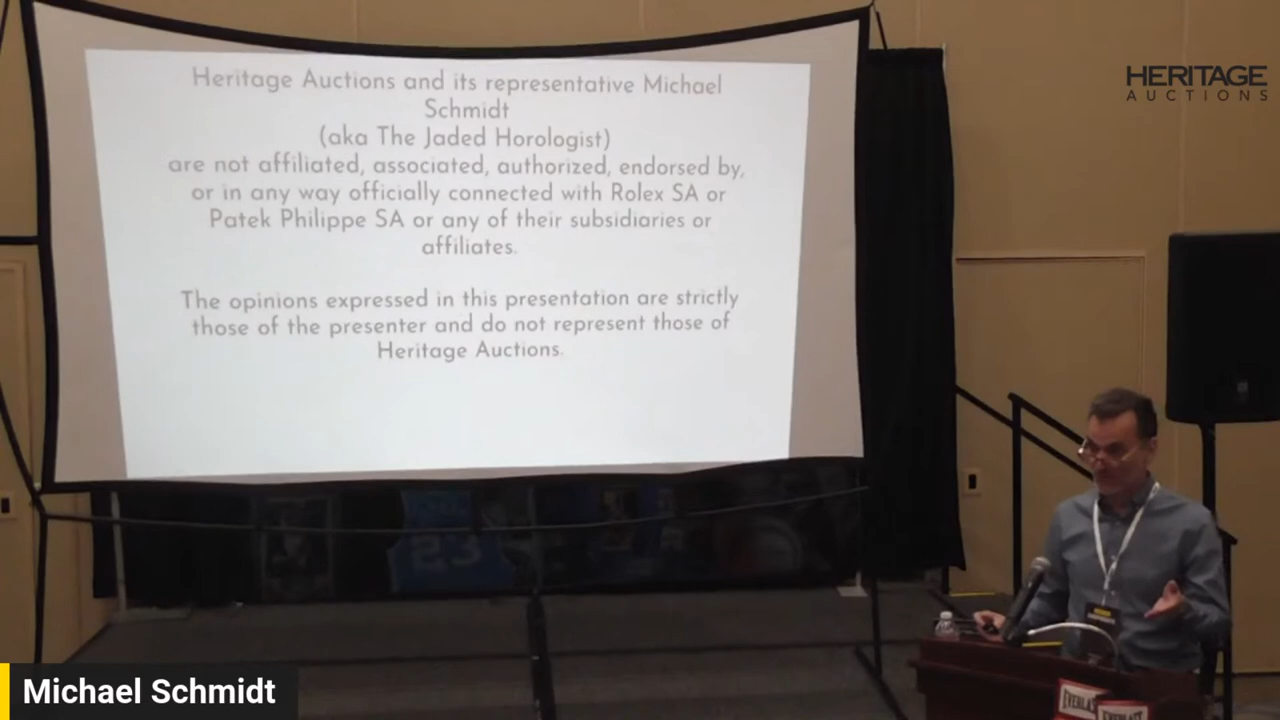 Heritage Auctions and its representative Michael
Schmidt
(aka The Jaded Horologist)
are not affiliated, associated, authorized, endorsed by,
or in any way officially connected with Rolex SA or
Patek Philippe SA or any of their subsidiaries or
affiliates.
The opinions expressed in this presentation are strictly
those of the presenter and do not represent those of
Heritage Auctions.
HERITAGE
AUCTIONS
23
Michael Schmidt